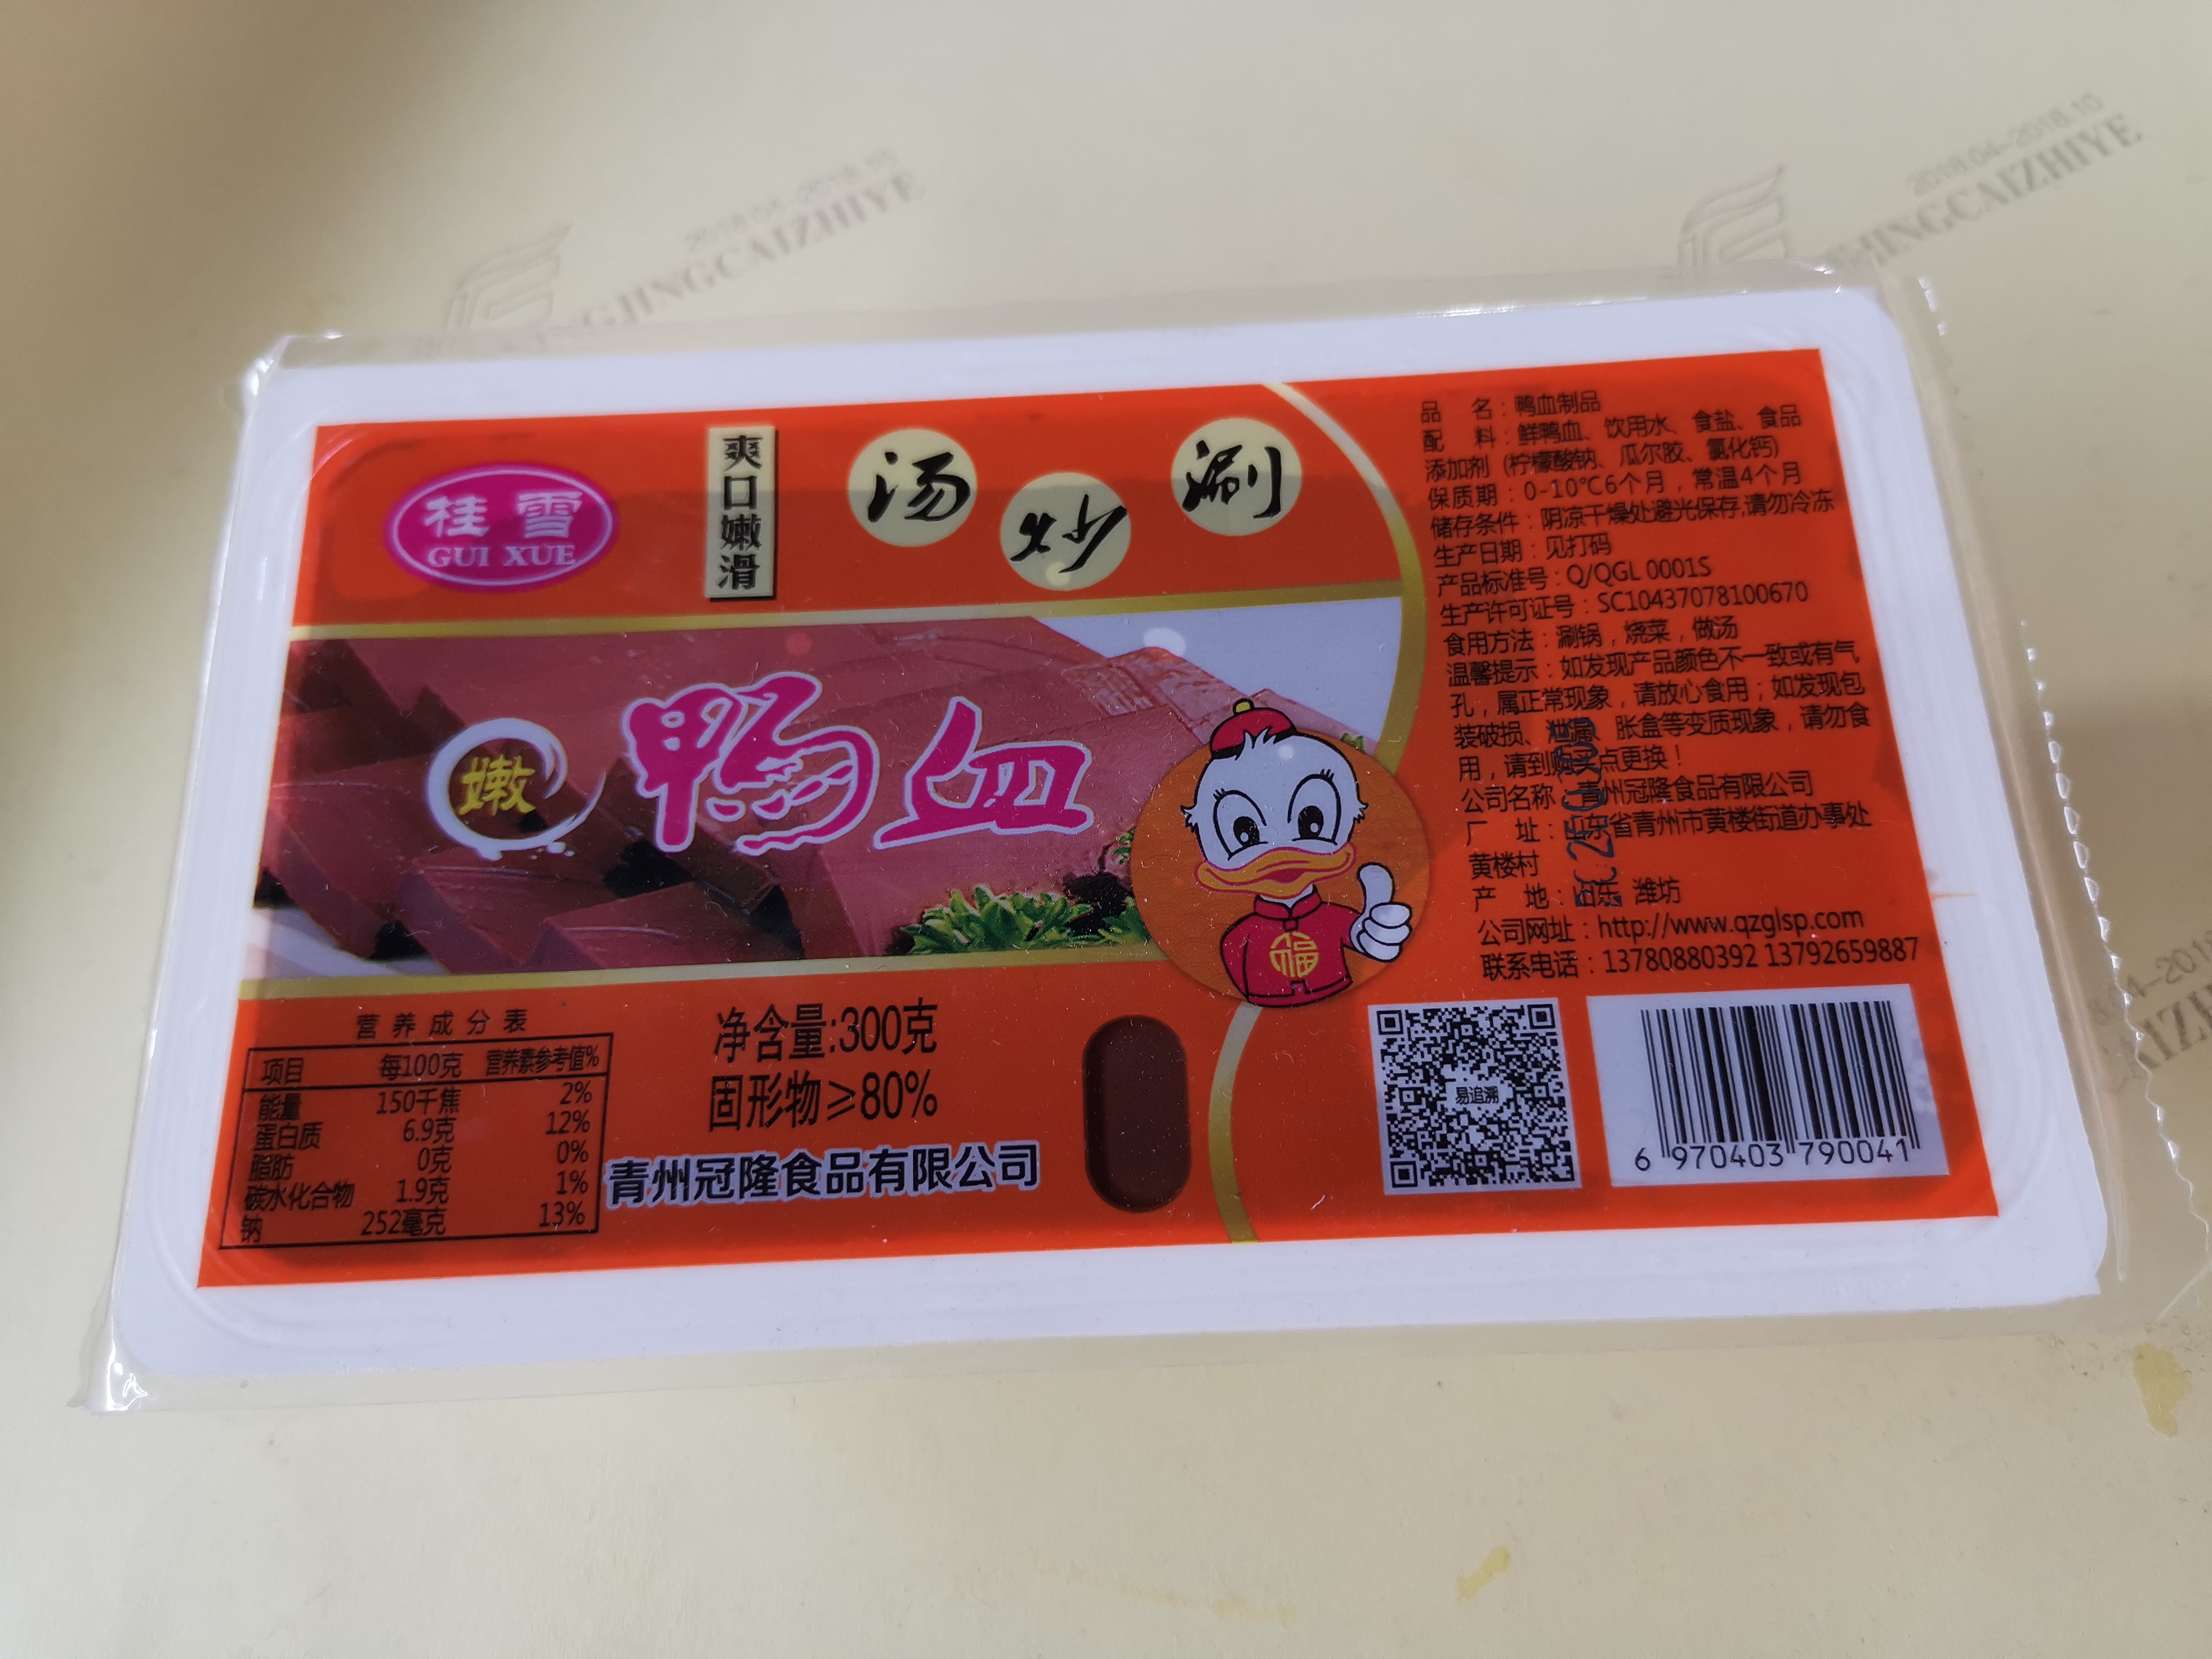 桂雪
GUI XUE
爽口嫩滑
汤
炒
涮
嫩
鸭血
营养成分表
项目 每100克 营养素参考值%
能量 150千焦 2%
蛋白质 6.9克 12%
脂肪 0克 0%
碳水化合物 1.9克 1%
钠 252毫克 13%
净含量:300克
固形物≥80%
青州冠隆食品有限公司
福
品 名：鸭血制品
配 料：鲜鸭血、饮用水、食盐、食品
添加剂（柠檬酸钠、瓜尔胶、氯化钙）
保质期：0-10℃6个月，常温4个月
储存条件：阴凉干燥处避光保存,请勿冷冻
生产日期：见打码
产品标准号：Q/QGL 0001S
生产许可证号：SC10437078100670
食用方法：涮锅，烧菜，做汤
温馨提示：如发现产品颜色不一致或有气
孔，属正常现象，请放心食用；如发现包
装破损、 胀盒等变质现象，请勿食
用，请到购买点更换！
公司名称：青州冠隆食品有限公司
厂 址：山东省青州市黄楼街道办事处
黄楼村
产 地： 潍坊
公司网址：http://www.qzglsp.com
联系电话：13780880392 13792659887
易追溯
6 970403 790041
2018.04-2018.10
JINGCAIZHIYE
2018.04-2018.10
JINGCAIZHIYE